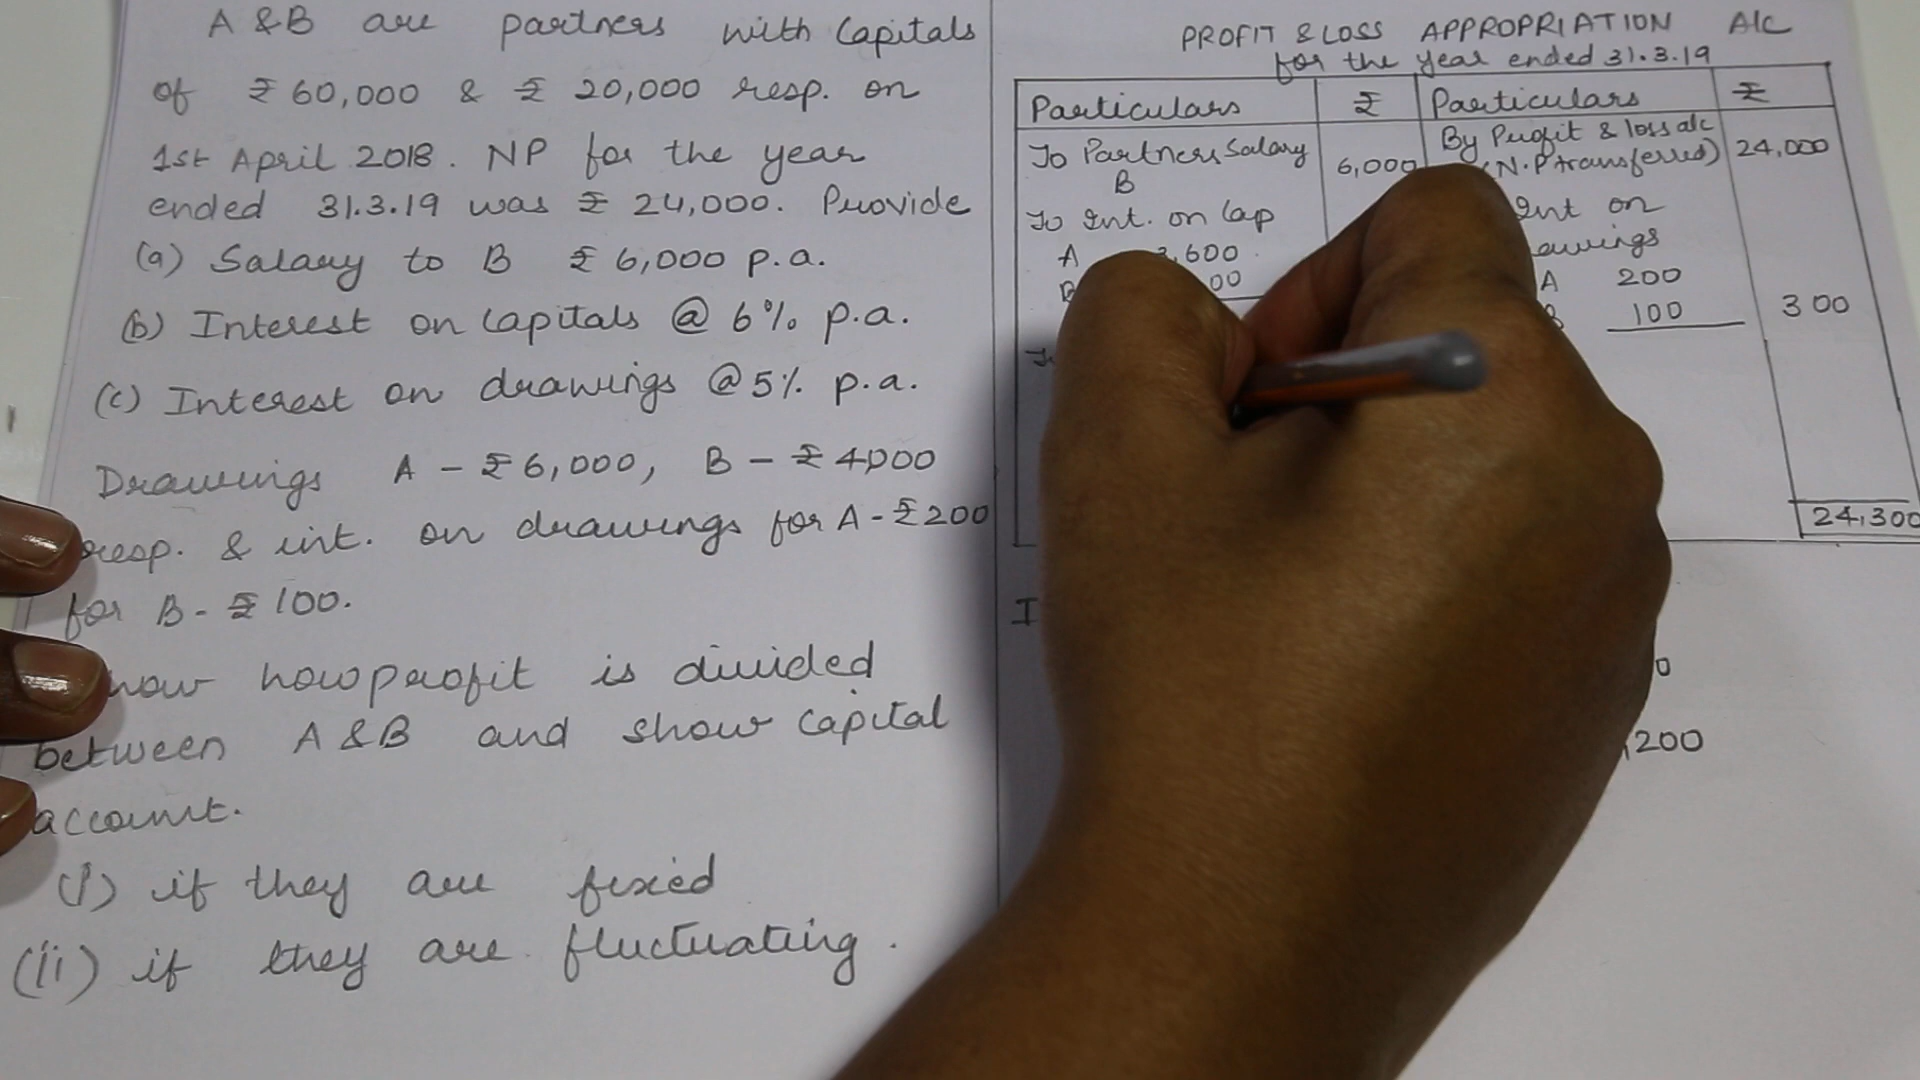 A & B are partners with Capitals
of ₹ 60,000 & ₹ 20,000 resp. on
1st April 2018. NP for the year
ended 31.3.19 was ₹ 24,000. Provide
(a) Salary to B ₹ 6,000 p.a.
(b) Interest on Capitals @ 6% p.a.
(c) Interest on drawings @ 5% p.a.
Drawings A - ₹ 6,000, B - ₹ 4000
resp. & int. on drawings for A - ₹ 200
for B - ₹ 100.
how profit is divided
between A & B and show Capital
account.
(i) if they are fixed
(ii) if they are fluctuating.
PROFIT & LOSS APPROPRIATION A/C
for the year ended 31.3.19
Particulars ₹ Particulars ₹
To Partners Salary
B 6,000
To Int. on Cap
A ,600
00
By Profit & loss a/c
(N.P transferred) 24,000
Int on
A 200
B 100 300
24,300
I
0
,200